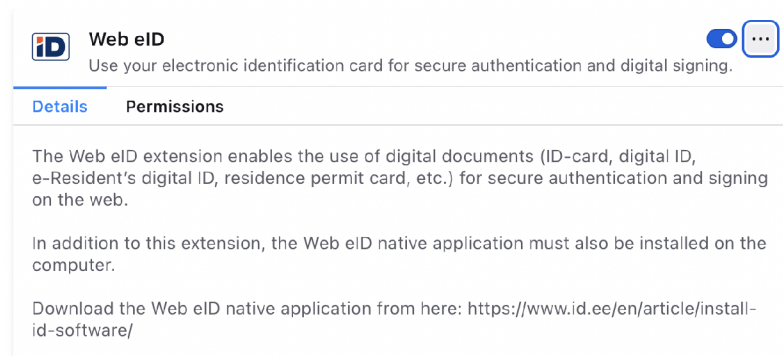 iD
Web eID
Use your electronic identification card for secure authentication and digital signing.
Details
Permissions
The Web eID extension enables the use of digital documents (ID-card, digital ID,
e-Resident’s digital ID, residence permit card, etc.) for secure authentication and signing
on the web.
In addition to this extension, the Web eID native application must also be installed on the
computer.
Download the Web eID native application from here: https://www.id.ee/en/article/install-
id-software/